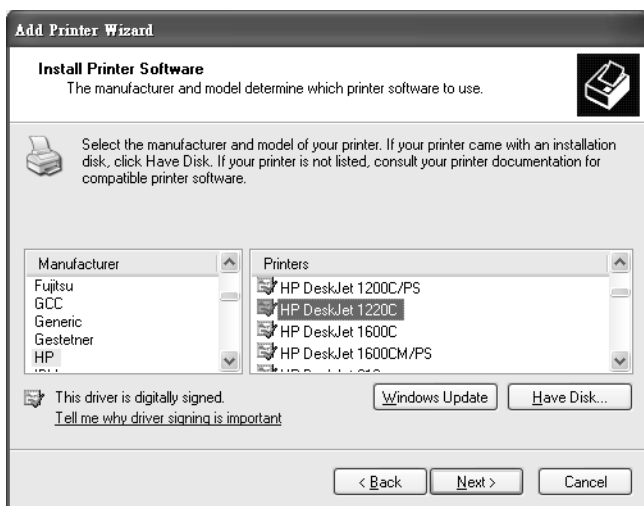 Add Printer Wizard
Install Printer Software
The manufacturer and model determine which printer software to use.
Select the manufacturer and model of your printer. If your printer came with an installation
disk, click Have Disk. If your printer is not listed, consult your printer documentation for
compatible printer software.
Manufacturer
Fujitsu
GCC
Generic
Gestetner
HP
Printers
HP DeskJet 1200C/PS
HP DeskJet 1220C
HP DeskJet 1600C
HP DeskJet 1600CM/PS
This driver is digitally signed.
Tell me why driver signing is important
Windows Update
Have Disk...
< Back
Next >
Cancel